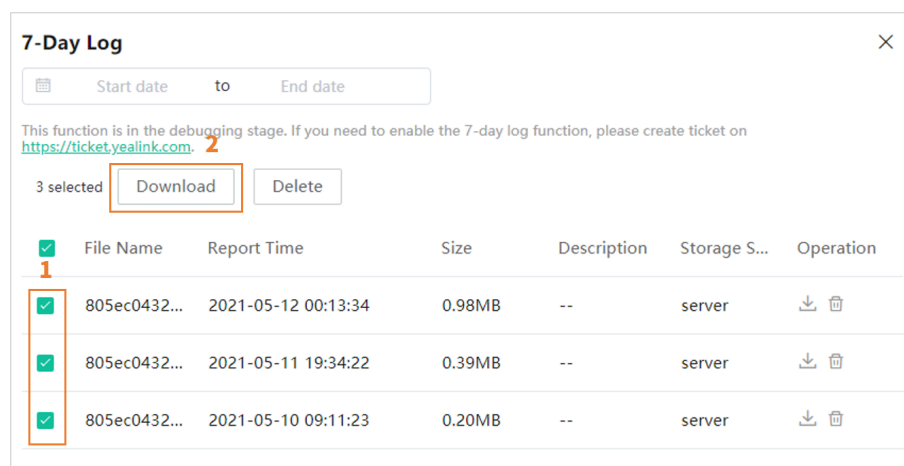 7-Day Log
Start date to End date
This function is in the debugging stage. If you need to enable the 7-day log function, please create ticket on
https://ticket.yealink.com.
2
3 selected Download Delete
File Name Report Time Size Description Storage S... Operation
1
805ec0432... 2021-05-12 00:13:34 0.98MB -- server
805ec0432... 2021-05-11 19:34:22 0.39MB -- server
805ec0432... 2021-05-10 09:11:23 0.20MB -- server